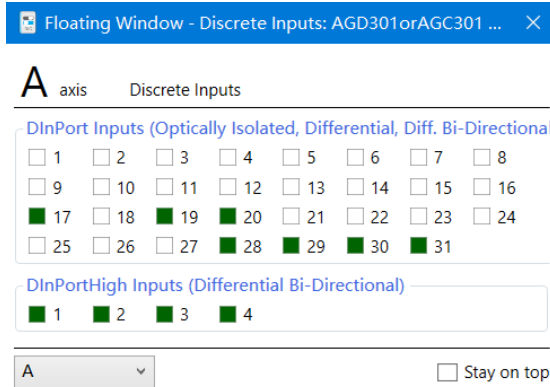 Floating Window - Discrete Inputs: AGD301orAGC301 ...
A axis Discrete Inputs
DInPort Inputs (Optically Isolated, Differential, Diff. Bi-Directional
1 2 3 4 5 6 7 8
9 10 11 12 13 14 15 16
17 18 19 20 21 22 23 24
25 26 27 28 29 30 31
DInPortHigh Inputs (Differential Bi-Directional)
1 2 3 4
A Stay on top